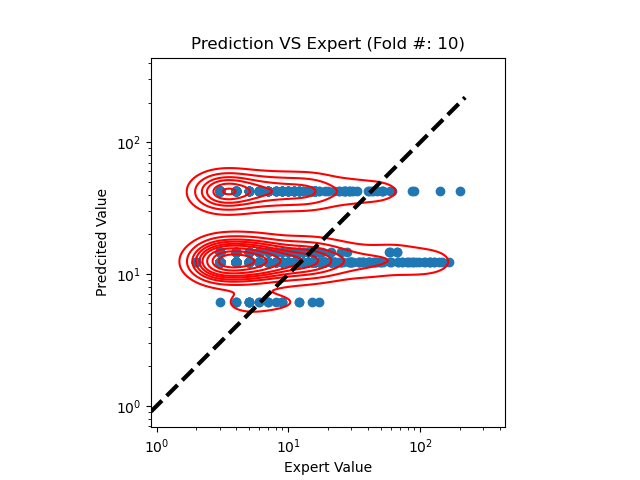 Prediction VS Expert (Fold #: 10)
Predcited Value
10²
10¹
10⁰
10⁰ 10¹ 10²
Expert Value